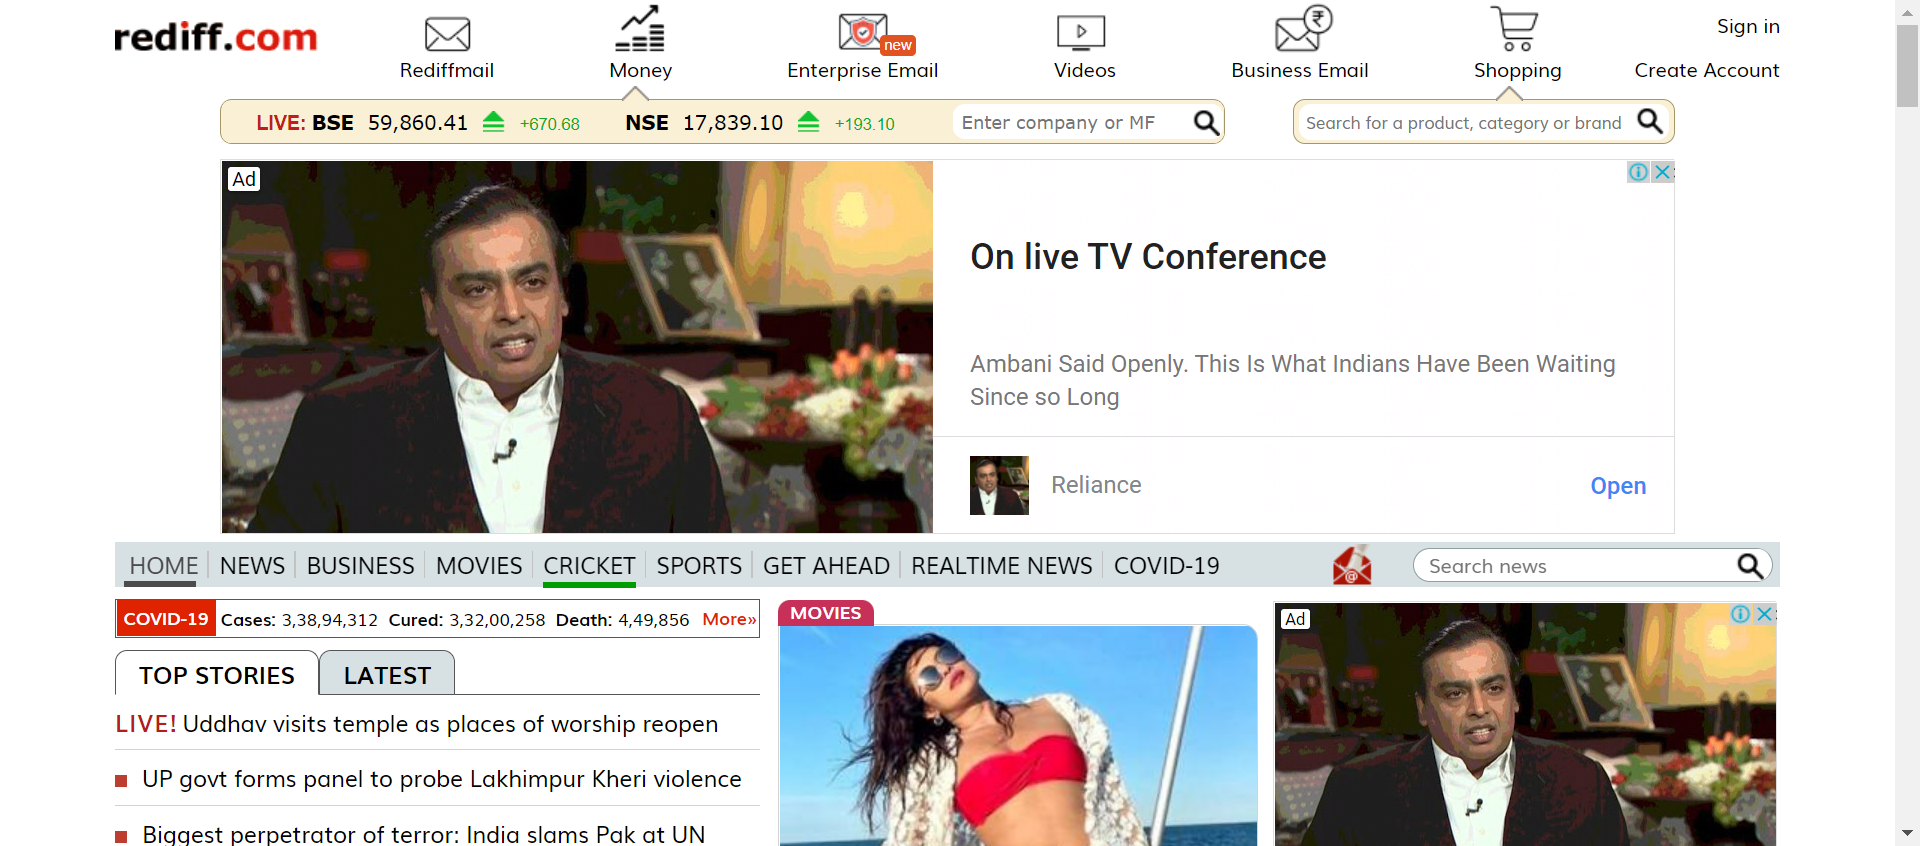 rediff.com
Rediffmail
Money
new
Enterprise Email
Videos
Business Email
Shopping
Sign in
Create Account
LIVE: BSE 59,860.41 +670.68 NSE 17,839.10 +193.10
Enter company or MF
Search for a product, category or brand
Ad
On live TV Conference
Ambani Said Openly. This Is What Indians Have Been Waiting
Since so Long
Reliance
Open
HOME NEWS BUSINESS MOVIES CRICKET SPORTS GET AHEAD REALTIME NEWS COVID-19
Search news
COVID-19 Cases: 3,38,94,312 Cured: 3,32,00,258 Death: 4,49,856 More»
TOP STORIES
LATEST
LIVE! Uddhav visits temple as places of worship reopen
UP govt forms panel to probe Lakhimpur Kheri violence
Biggest perpetrator of terror: India slams Pak at UN
MOVIES
Ad